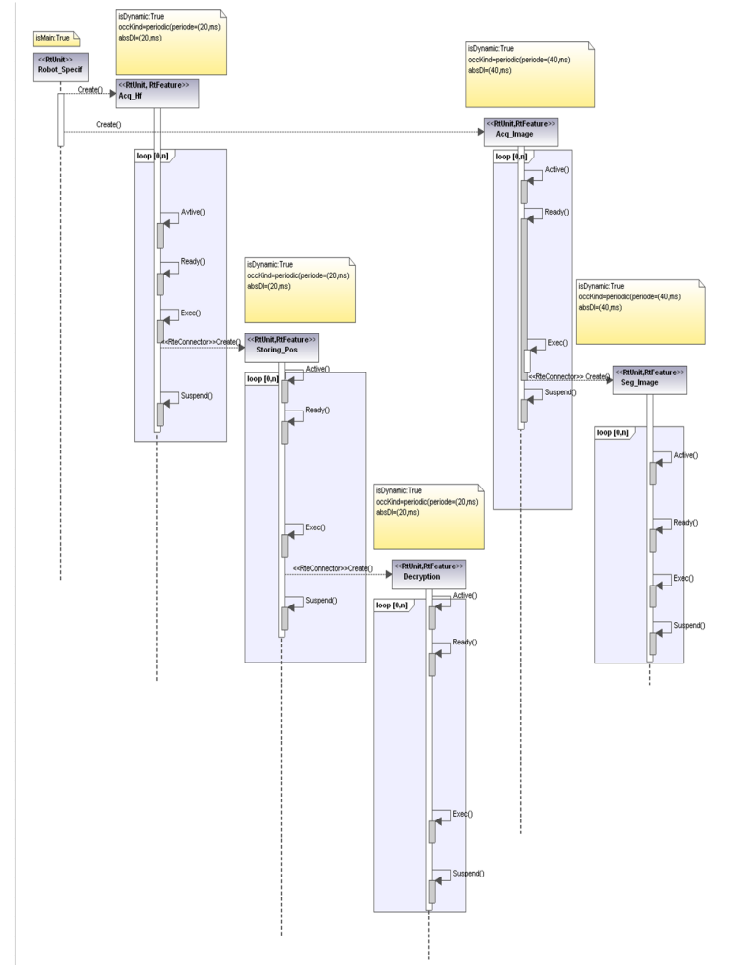 isMain:True
<<RtUnit>>
Robot_Specif
isDynamic:True
occKind=periodic(periode=(20,ms)
absDl=(20,ms)
Create()
<<RtUnit, RtFeature>>
Acq_Hf
isDynamic:True
occKind=periodic(periode=(40,ms)
absDl=(40,ms)
Create()
<<RtUnit,RtFeature>>
Acq_Image
loop [0,n]
Avtive()
Ready()
Exec()
<<RtUnit,RtFeature>>
Storing_Pos
<<RtConnector>>Create()
Suspend()
isDynamic:True
occKind=periodic(periode=(20,ms)
absDl=(20,ms)
loop [0,n]
Active()
Ready()
Exec()
<<RteConnector>>Create()
Suspend()
isDynamic:True
occKind=periodic(periode=(20,ms)
absDl=(20,ms)
<<RtUnit,RtFeature>>
Decryption
loop [0,n]
Active()
Ready()
Exec()
Suspend()
loop [0,n]
Active()
Ready()
Exec()
<<RteConnector>> Create()
Suspend()
isDynamic:True
occKind=periodic(periode=(40,ms)
absDl=(40,ms)
<<RtUnit,RtFeature>>
Seg_Image
loop [0,n]
Active()
Ready()
Exec()
Suspend()